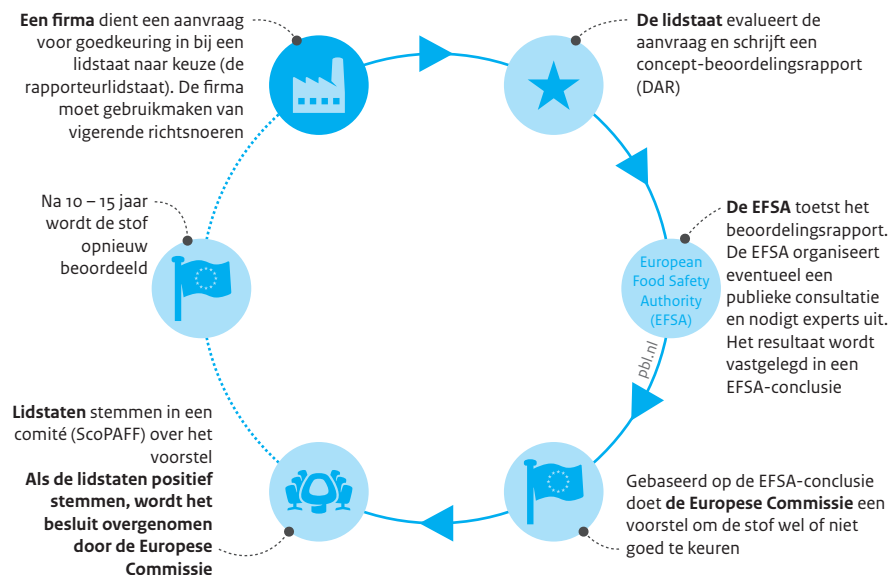 Een firma dient een aanvraag
voor goedkeuring in bij een
lidstaat naar keuze (de
rapporteurlidstaat). De firma
moet gebruikmaken van
vigerende richtsnoeren
De lidstaat evalueert de
aanvraag en schrijft een
concept-beoordelingsrapport
(DAR)
De EFSA toetst het
beoordelingsrapport.
De EFSA organiseert
eventueel een
publieke consultatie
en nodigt experts uit.
Het resultaat wordt
vastgelegd in een
EFSA-conclusie
European
Food Safety
Authority
(EFSA)
pbl.nl
Gebaseerd op de EFSA-conclusie
doet de Europese Commissie een
voorstel om de stof wel of niet
goed te keuren
Lidstaten stemmen in een
comité (ScoPAFF) over het
voorstel
Als de lidstaten positief
stemmen, wordt het
besluit overgenomen
door de Europese
Commissie
Na 10 – 15 jaar
wordt de stof
opnieuw
beoordeeld